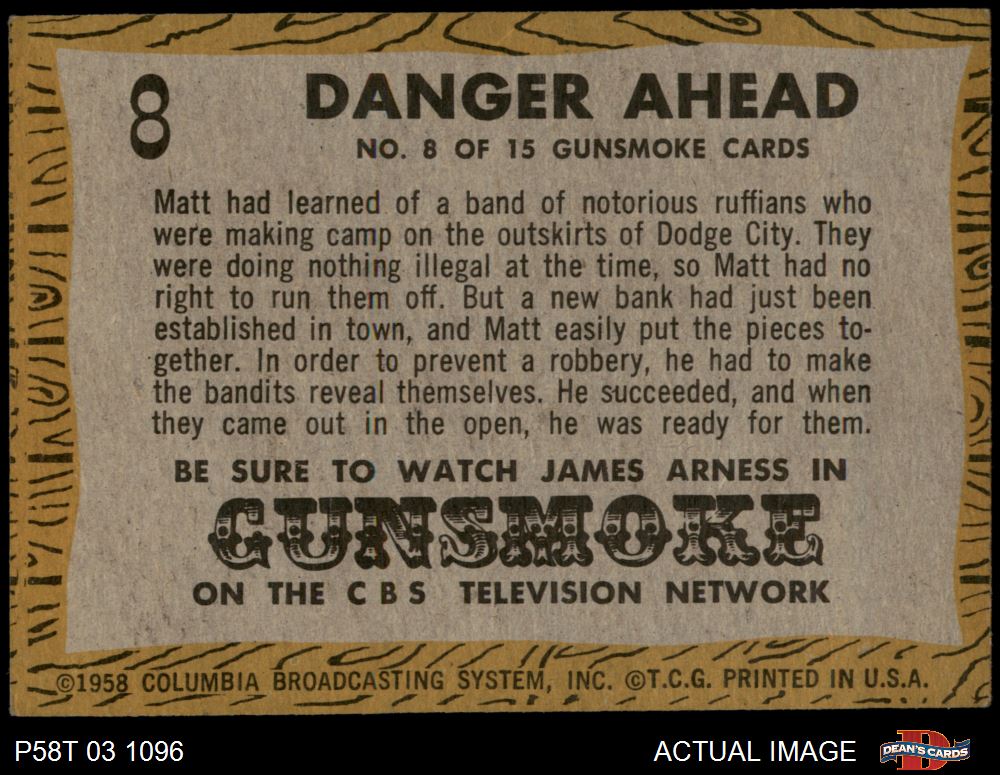 8
DANGER AHEAD
NO. 8 OF 15 GUNSMOKE CARDS
Matt had learned of a band of notorious ruffians who
were making camp on the outskirts of Dodge City. They
were doing nothing illegal at the time, so Matt had no
right to run them off. But a new bank had just been
established in town, and Matt easily put the pieces to-
gether. In order to prevent a robbery, he had to make
the bandits reveal themselves. He succeeded, and when
they came out in the open, he was ready for them.
BE SURE TO WATCH JAMES ARNESS IN
GUNSMOKE
ON THE CBS TELEVISION NETWORK
©1958 COLUMBIA BROADCASTING SYSTEM, INC. ©T.C.G. PRINTED IN U.S.A.
P58T 03 1096
ACTUAL IMAGE
D
DEAN'S CARDS